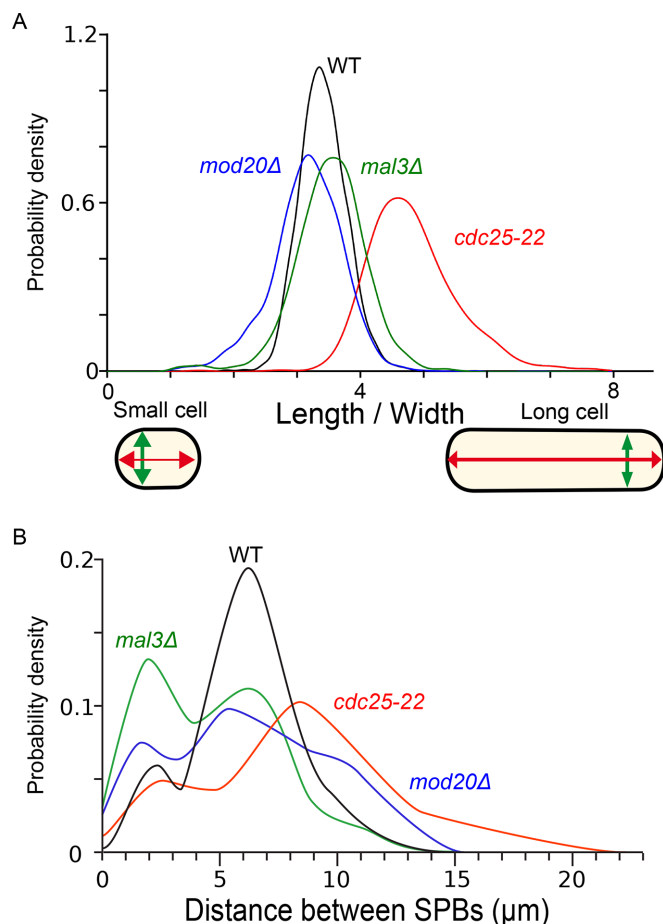 A
1.2
WT
mod20Δ
mal3Δ
0.6
cdc25-22
Probability density
0
0
4
8
Small cell
Length / Width
Long cell
B
0.2
WT
mal3Δ
cdc25-22
0.1
mod20Δ
Probability density
0
0
5
10
15
20
Distance between SPBs (µm)